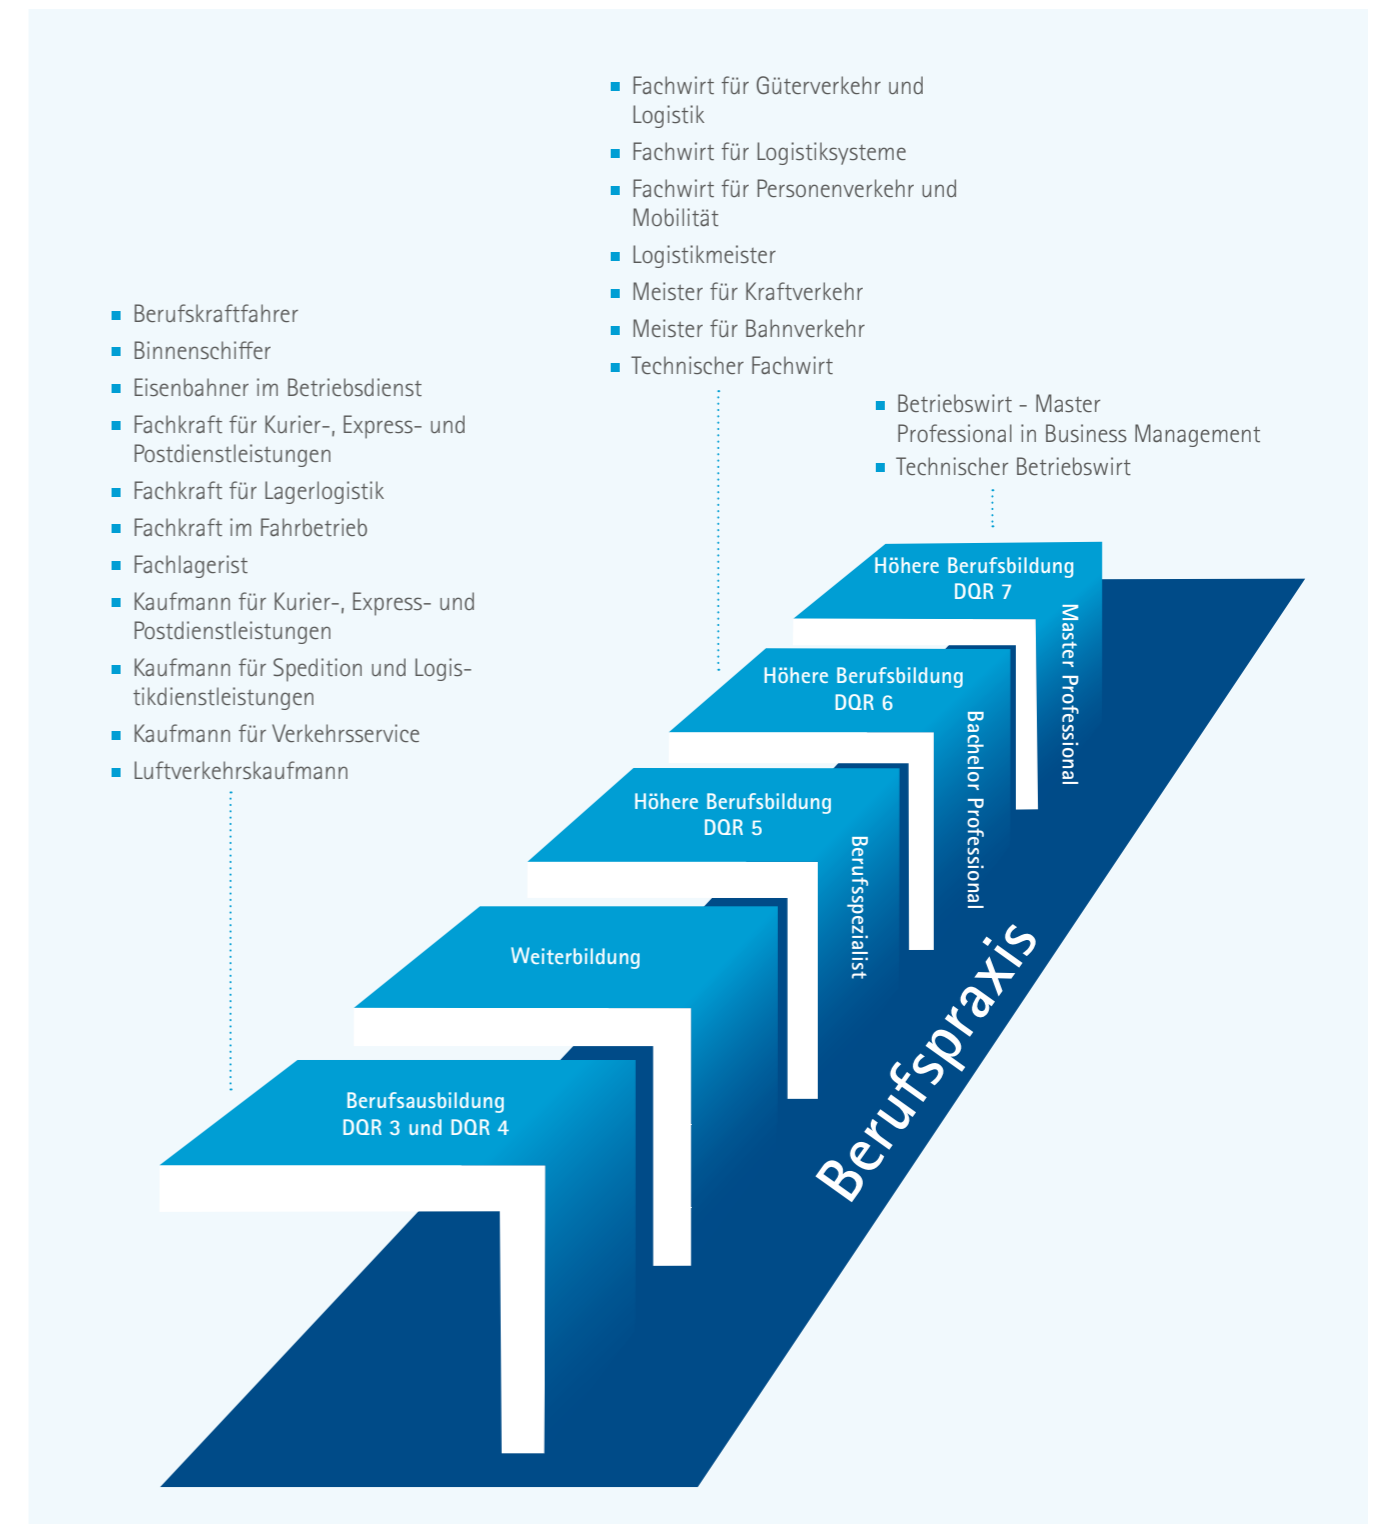 Fachwirt für Güterverkehr und
Logistik
Fachwirt für Logistiksysteme
Fachwirt für Personenverkehr und
Mobilität
Logistikmeister
Meister für Kraftverkehr
Meister für Bahnverkehr
Technischer Fachwirt
Berufskraftfahrer
Binnenschiffer
Eisenbahner im Betriebsdienst
Fachkraft für Kurier-, Express- und
Postdienstleistungen
Fachkraft für Lagerlogistik
Fachkraft im Fahrbetrieb
Fachlagerist
Kaufmann für Kurier-, Express- und
Postdienstleistungen
Kaufmann für Spedition und Logis-
tikdienstleistungen
Kaufmann für Verkehrsservice
Luftverkehrskaufmann
Betriebswirt - Master
Professional in Business Management
Technischer Betriebswirt
Höhere Berufsbildung
DQR 7
Master Professional
Höhere Berufsbildung
DQR 6
Bachelor Professional
Höhere Berufsbildung
DQR 5
Berufsspezialist
Weiterbildung
Berufsausbildung
DQR 3 und DQR 4
Berufspraxis